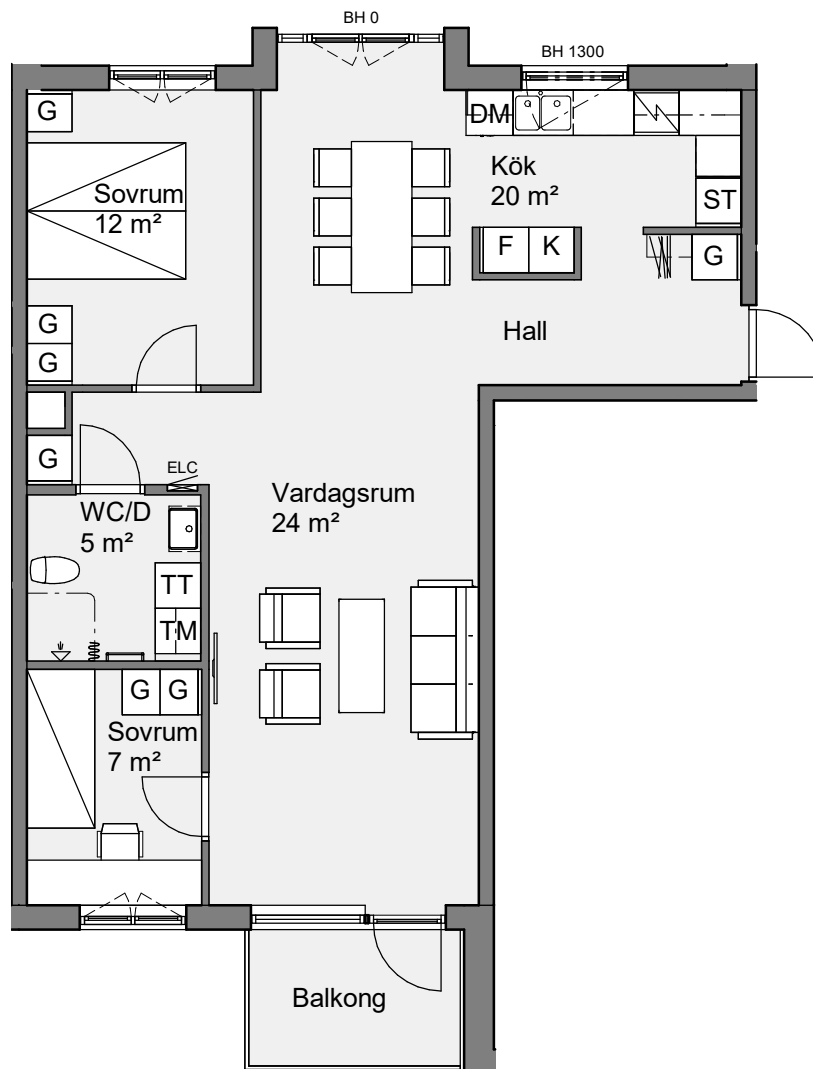 BH 0
BH 1300
G
DM
Kök
20 m²
Sovrum
12 m²
ST
F K
G
G
Hall
G
G
ELC
Vardagsrum
24 m²
WC/D
5 m²
TT
TM
G G
Sovrum
7 m²
Balkong